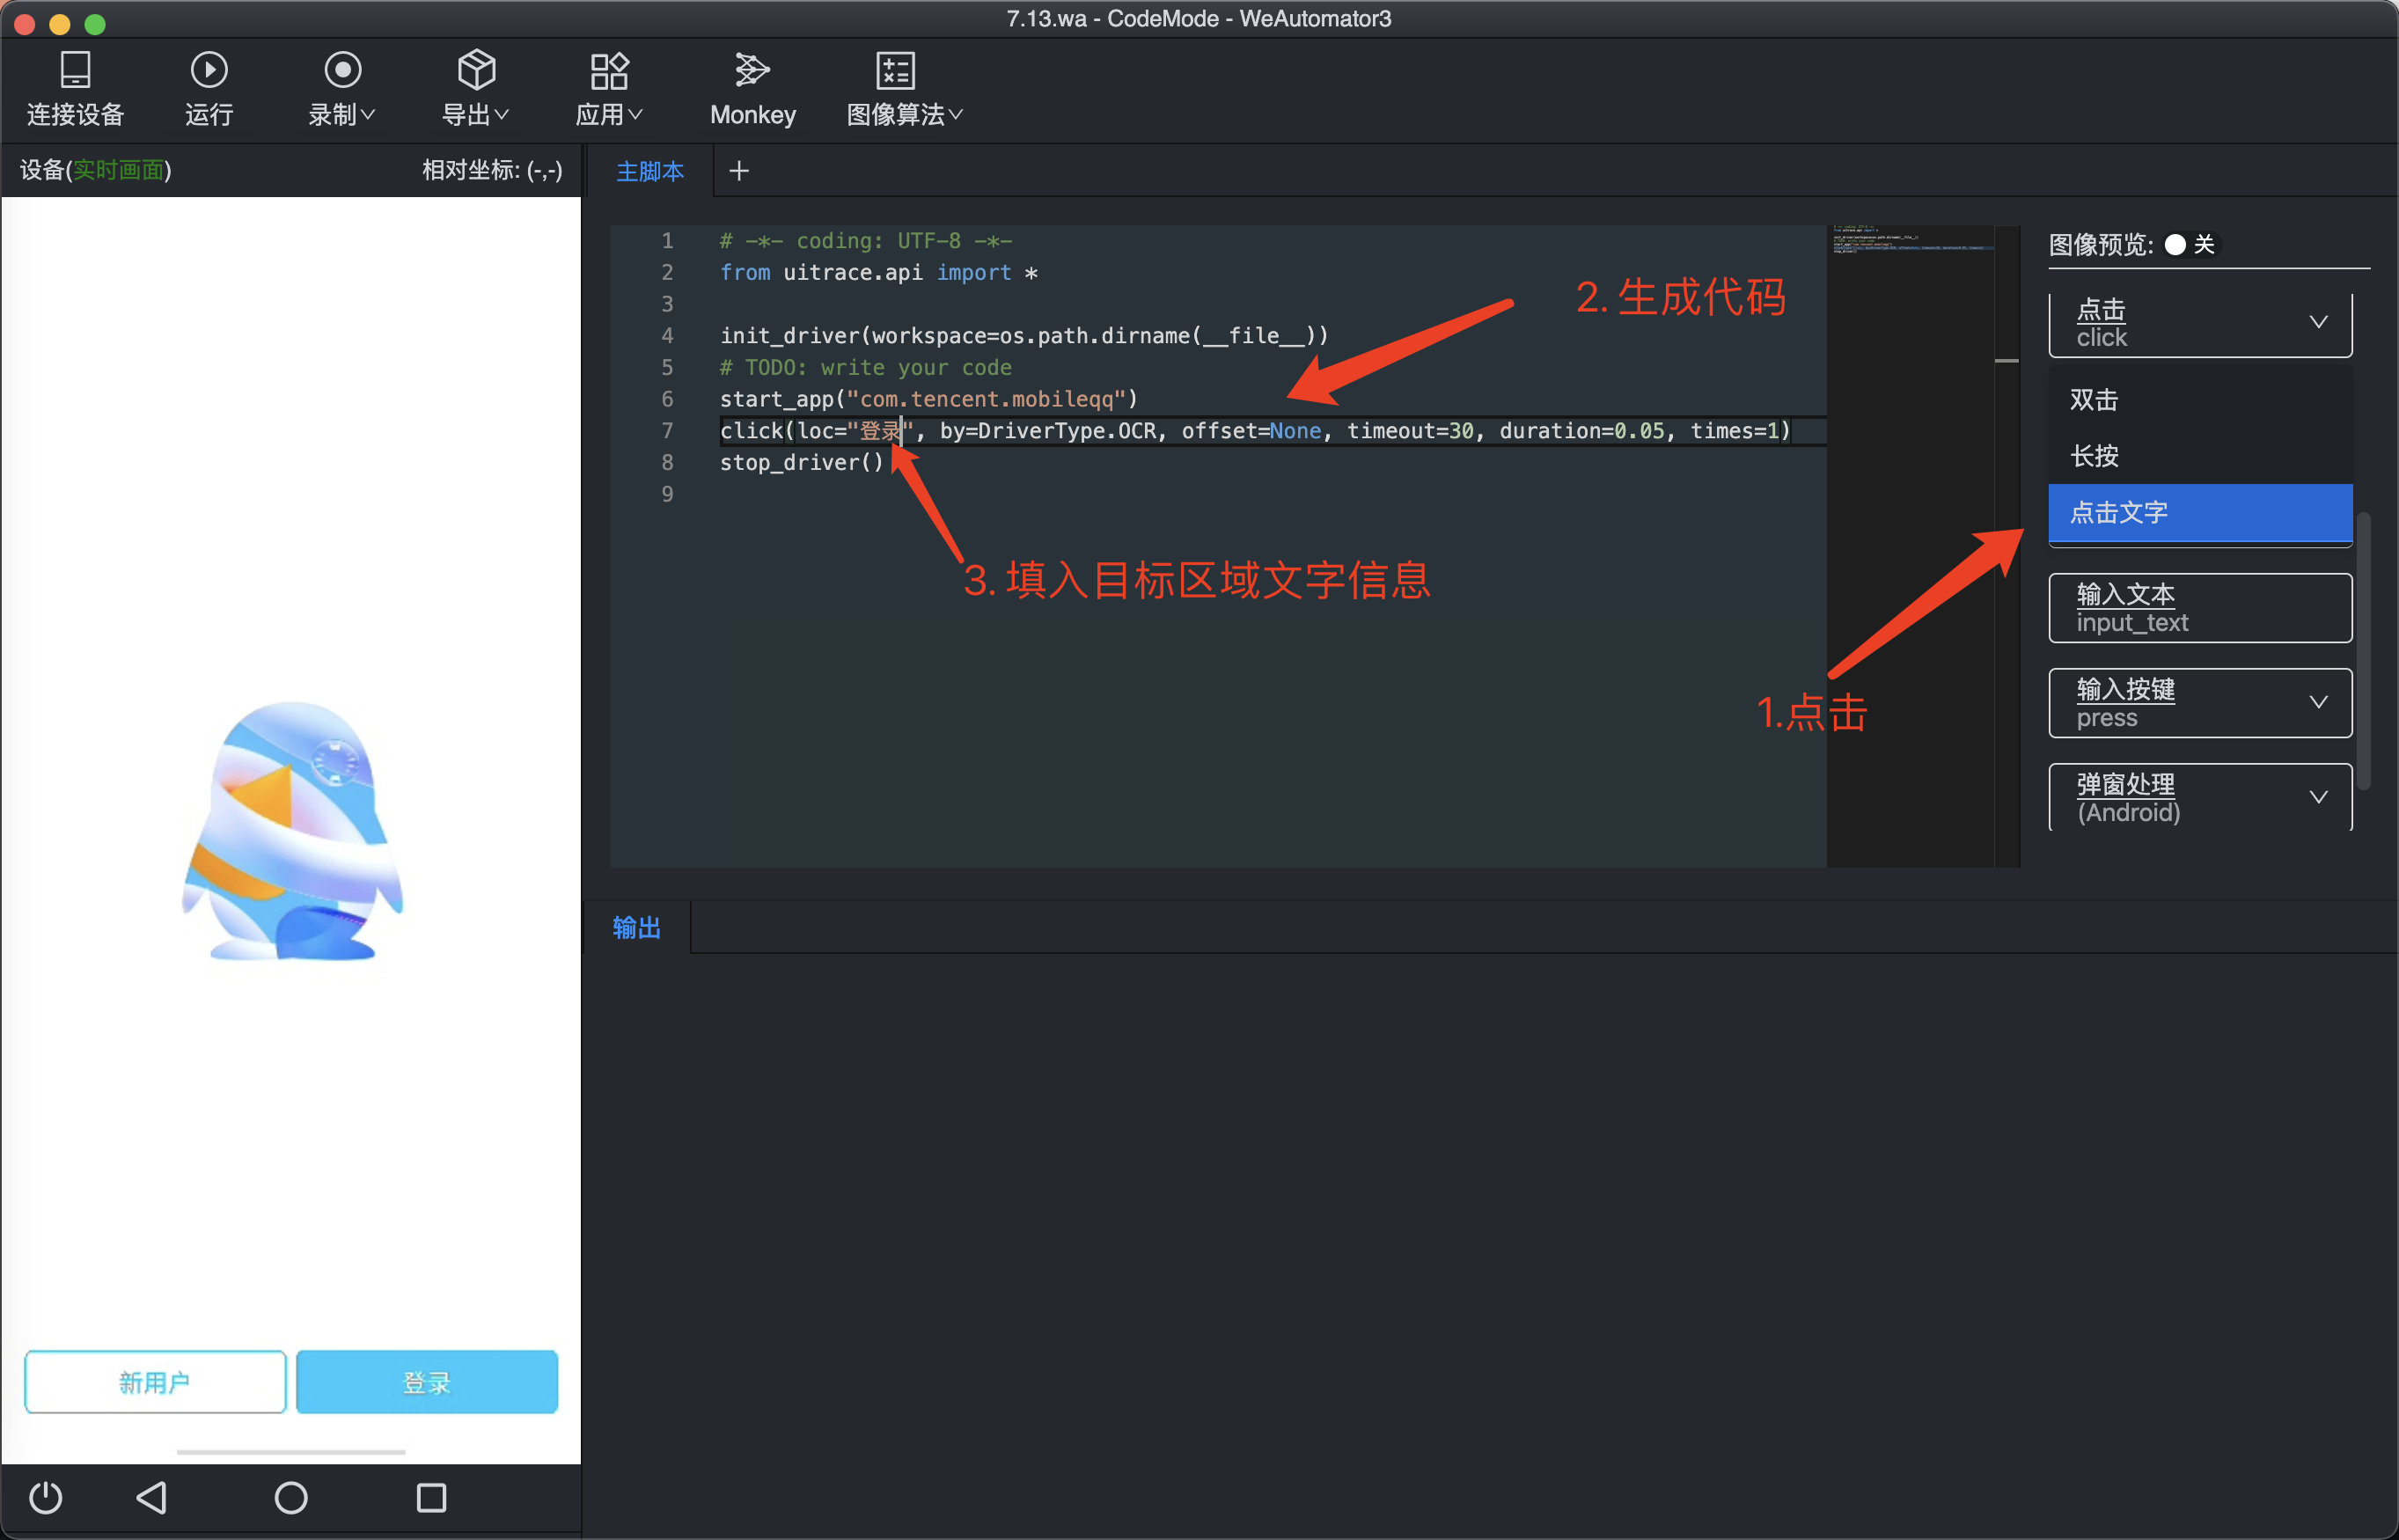 7.13.wa - CodeMode - WeAutomator3
连接设备
运行
录制
导出
应用
Monkey
图像算法
设备(实时画面)
相对坐标: (-,-)
主脚本
+
1 # -*- coding: UTF-8 -*-
2 from uitrace.api import *
3
4 init_driver(workspace=os.path.dirname(__file__))
5 # TODO: write your code
6 start_app("com.tencent.mobileqq")
7 click(loc="登录", by=DriverType.OCR, offset=None, timeout=30, duration=0.05, times=1)
8 stop_driver()
9
2. 生成代码
3. 填入目标区域文字信息
1.点击
图像预览: 关
点击
click
双击
长按
点击文字
输入文本
input_text
输入按键
press
弹窗处理
(Android)
输出
新用户
登录